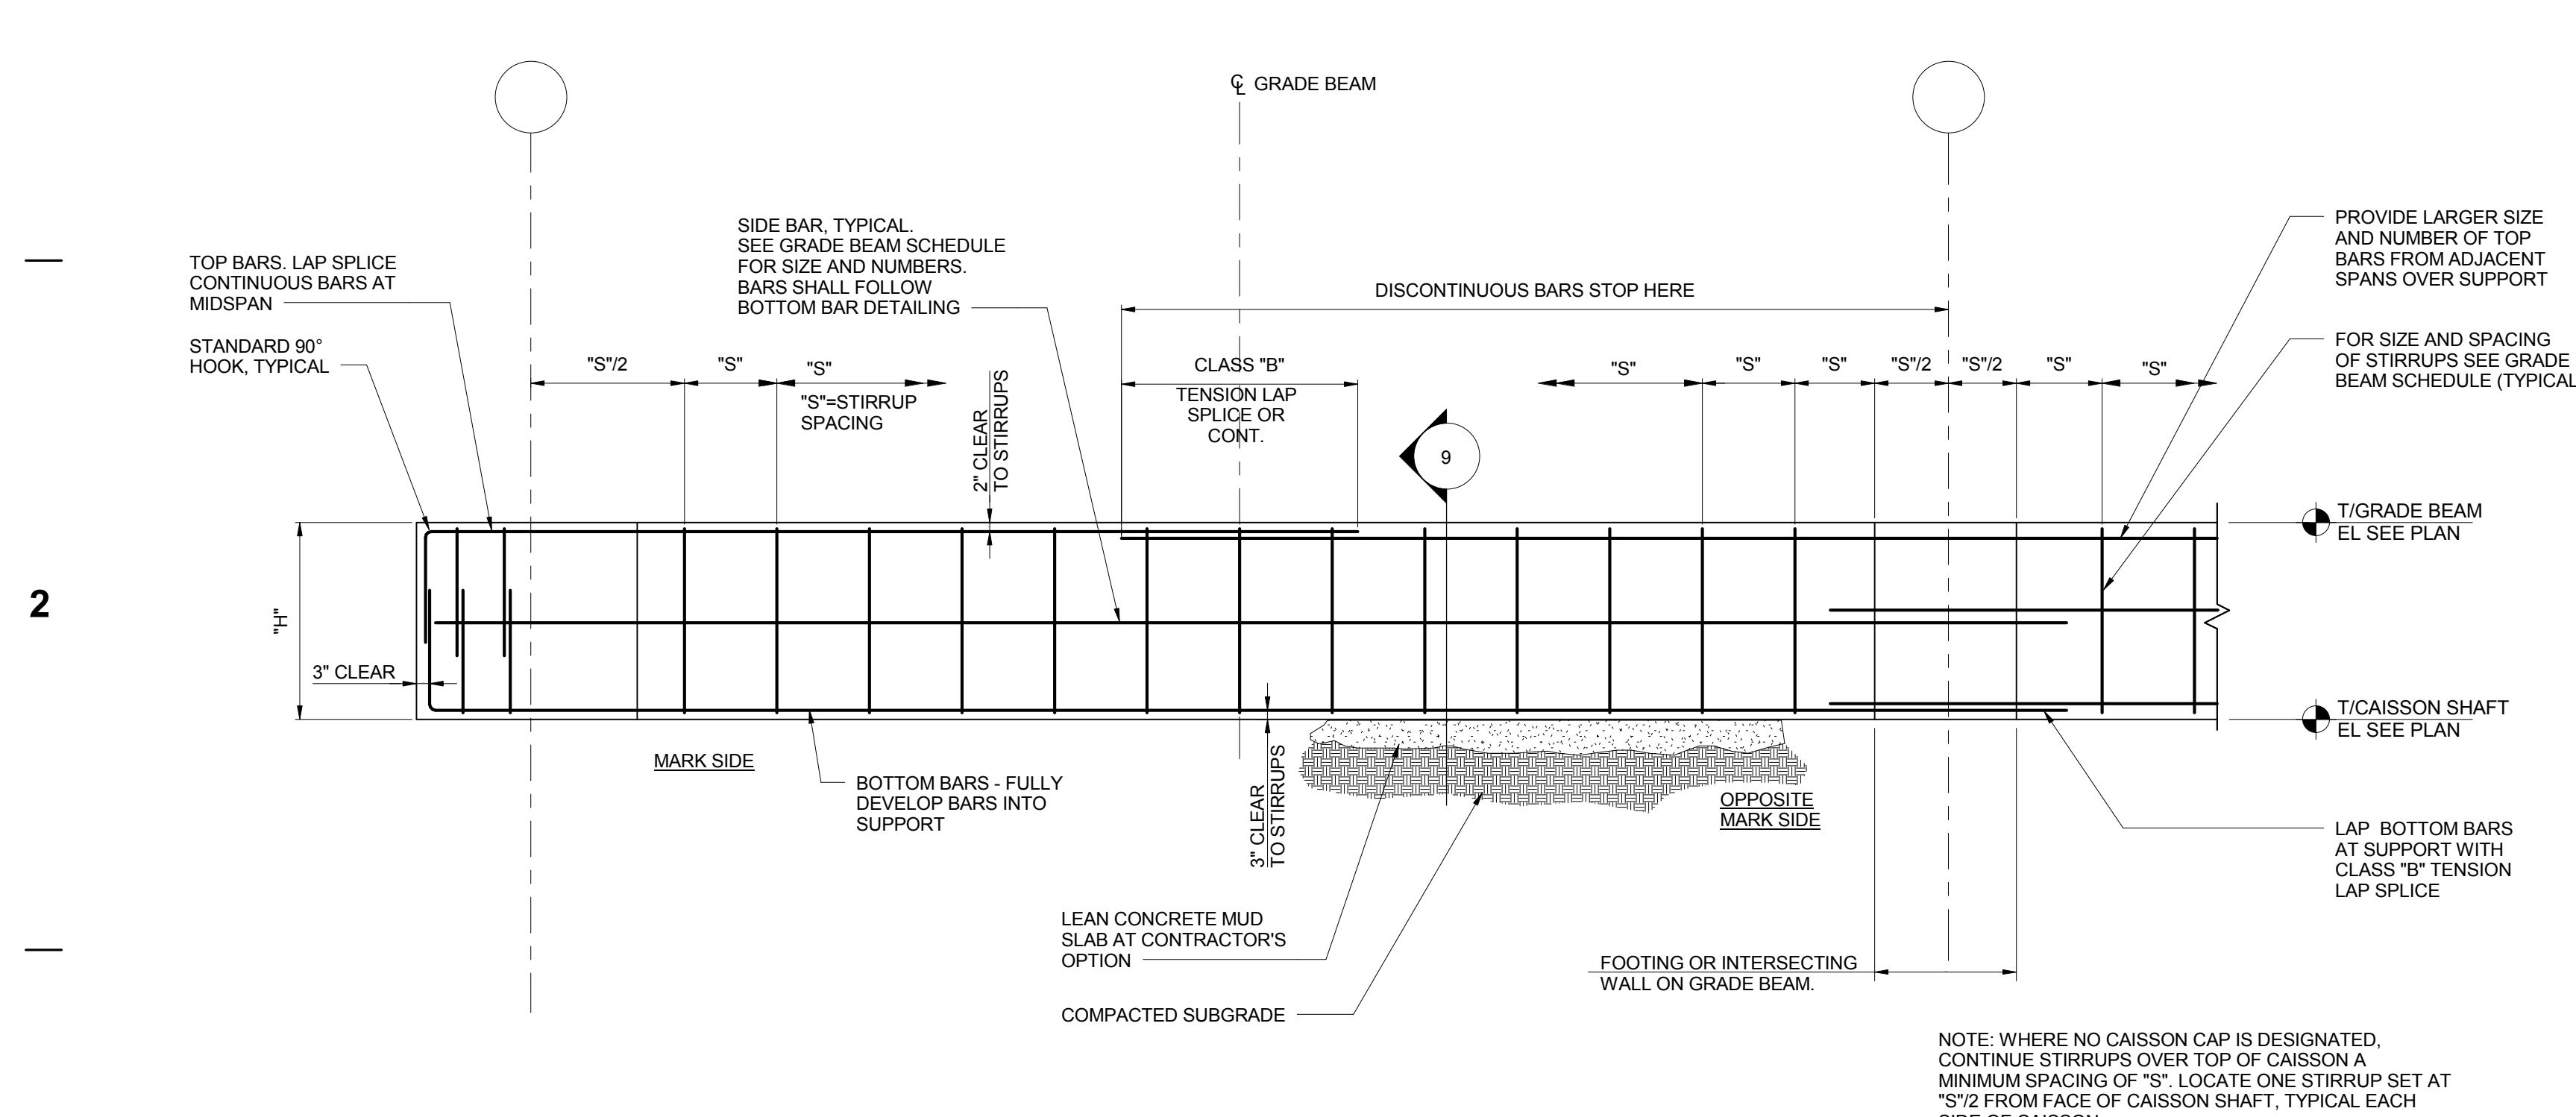 ℄ GRADE BEAM
SIDE BAR, TYPICAL.
SEE GRADE BEAM SCHEDULE
FOR SIZE AND NUMBERS.
BARS SHALL FOLLOW
BOTTOM BAR DETAILING
TOP BARS. LAP SPLICE
CONTINUOUS BARS AT
MIDSPAN
STANDARD 90°
HOOK, TYPICAL
DISCONTINUOUS BARS STOP HERE
PROVIDE LARGER SIZE
AND NUMBER OF TOP
BARS FROM ADJACENT
SPANS OVER SUPPORT
FOR SIZE AND SPACING
OF STIRRUPS SEE GRADE
BEAM SCHEDULE (TYPICAL
"S"/2
"S"
"S"
"S"=STIRRUP
SPACING
2" CLEAR
TO STIRRUPS
CLASS "B"
TENSION LAP
SPLICE OR
CONT.
"S"
"S"
"S"
"S"/2
"S"/2
"S"
"S"
9
T/GRADE BEAM
EL SEE PLAN
2
"H"
3" CLEAR
T/CAISSON SHAFT
EL SEE PLAN
MARK SIDE
BOTTOM BARS - FULLY
DEVELOP BARS INTO
SUPPORT
3" CLEAR
TO STIRRUPS
OPPOSITE
MARK SIDE
LAP BOTTOM BARS
AT SUPPORT WITH
CLASS "B" TENSION
LAP SPLICE
LEAN CONCRETE MUD
SLAB AT CONTRACTOR'S
OPTION
COMPACTED SUBGRADE
FOOTING OR INTERSECTING
WALL ON GRADE BEAM.
NOTE: WHERE NO CAISSON CAP IS DESIGNATED,
CONTINUE STIRRUPS OVER TOP OF CAISSON A
MINIMUM SPACING OF "S". LOCATE ONE STIRRUP SET AT
"S"/2 FROM FACE OF CAISSON SHAFT, TYPICAL EACH